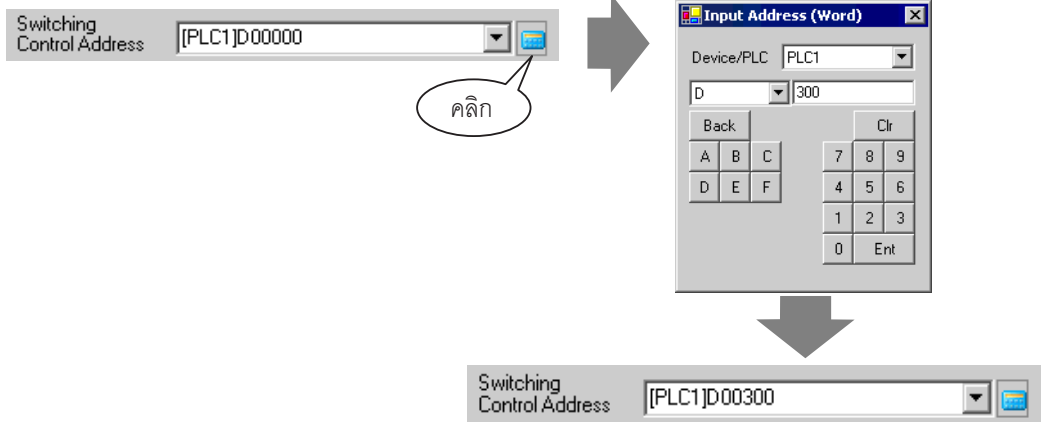 Switching
Control Address
[PLC1]D00000
คลิก
Input Address (Word)
Device/PLC PLC1
D 300
Back Clr
A B C 7 8 9
D E F 4 5 6
1 2 3
0 Ent
Switching
Control Address
[PLC1]D00300